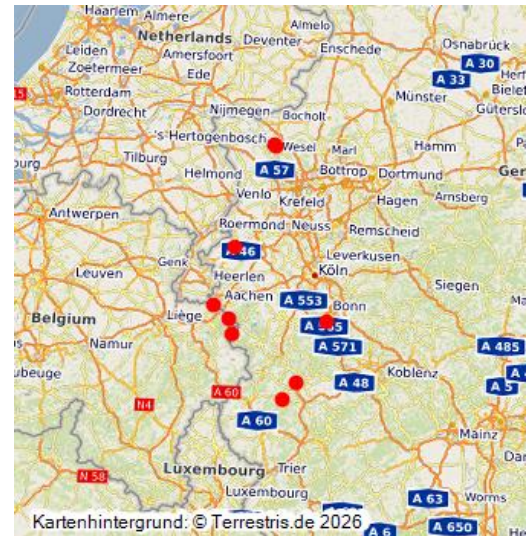 Haarlem
Almere
Almelo
Netherlands
Deventer
Osnabrück
A 30
Leiden
Amersfoort
Enschede
Zoetermeer
Ede
A 33
Rotterdam
Münster
Dordrecht
Nijmegen
Bocholt
's-Hertogenbosch
Wesel
Marl
Hamm
Tilburg
Helmond
A 57
Bottrop
Dortmund
Venlo
Krefeld
Hagen
Arnsberg
Antwerpen
Roermond
Neuss
Remscheid
Genk
A 46
Leverkusen
Leuven
Heerlen
Köln
Siegen
Aachen
A 553
Liège
Bonn
Belgium
A 571
Namur
A 485
A 60
A 48
Koblenz
N4
A 60
Mainz
N 58
Luxembourg
Trier
Luxembourg
A 63
Worms
A 6
A 650
Kartenhintergrund: © Terrestris.de 2026